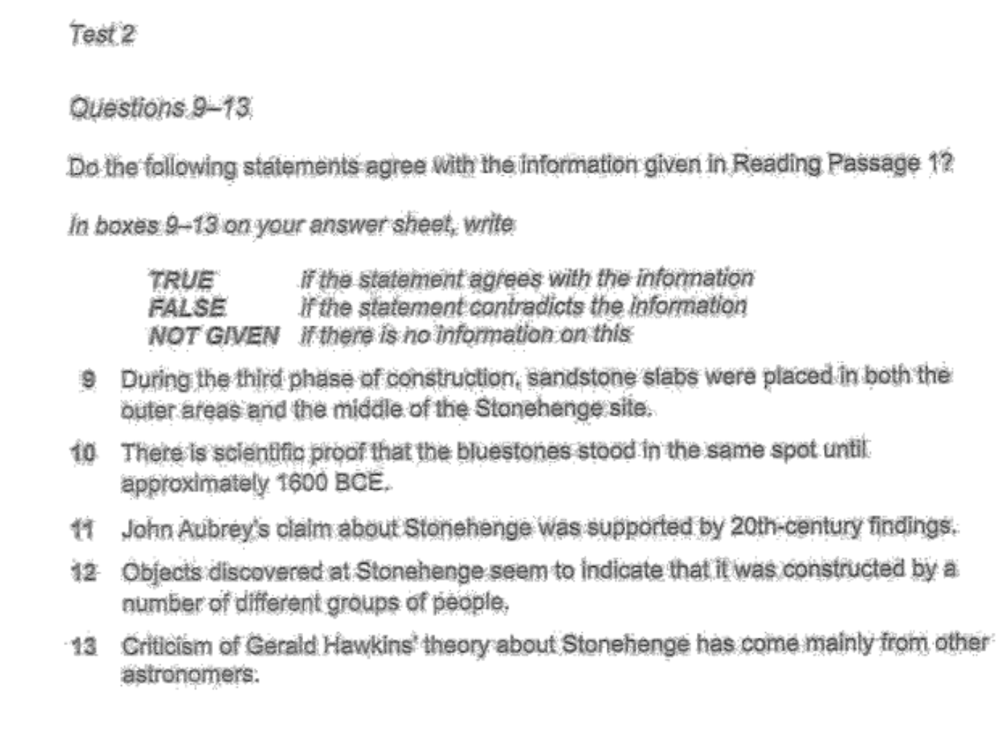 Test 2
Questions 9–13
Do the following statements agree with the information given in Reading Passage 1?
In boxes 9–13 on your answer sheet, write
TRUE if the statement agrees with the information
FALSE if the statement contradicts the information
NOT GIVEN if there is no information on this
9 During the third phase of construction, sandstone slabs were placed in both the
outer areas and the middle of the Stonehenge site.
10 There is scientific proof that the bluestones stood in the same spot until
approximately 1600 BCE.
11 John Aubrey's claim about Stonehenge was supported by 20th-century findings.
12 Objects discovered at Stonehenge seem to indicate that it was constructed by a
number of different groups of people.
13 Criticism of Gerald Hawkins' theory about Stonehenge has come mainly from other
astronomers.